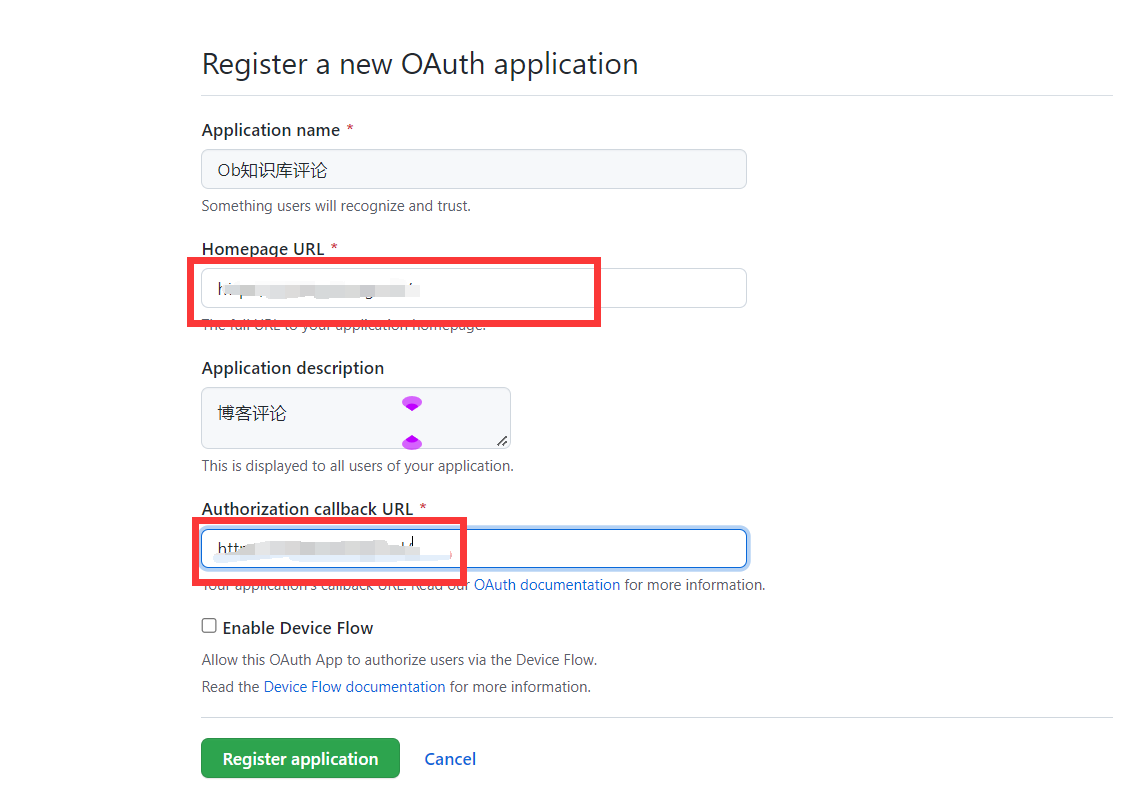 Register a new OAuth application
Application name *
Ob知识库评论
Something users will recognize and trust.
Homepage URL *
The full URL to your application homepage.
Application description
博客评论
This is displayed to all users of your application.
Authorization callback URL *
Your application's callback URL. Read our OAuth documentation for more information.
Enable Device Flow
Allow this OAuth App to authorize users via the Device Flow.
Read the Device Flow documentation for more information.
Register application Cancel